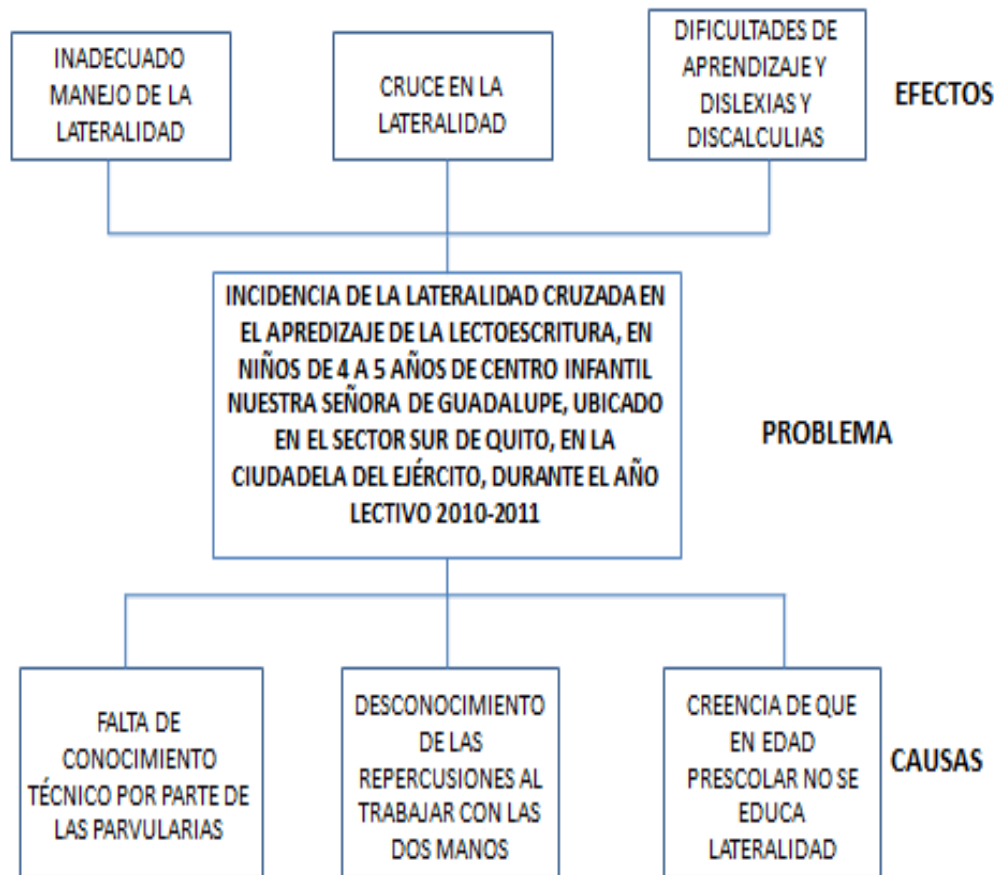 INADECUADO
MANEJO DE LA
LATERALIDAD
CRUCE EN LA
LATERALIDAD
DIFICULTADES DE
APRENDIZAJE Y
DISLEXIAS Y
DISCALCULIAS
EFECTOS
INCIDENCIA DE LA LATERALIDAD CRUZADA EN
EL APREDIZAJE DE LA LECTOESCRITURA, EN
NIÑOS DE 4 A 5 AÑOS DE CENTRO INFANTIL
NUESTRA SEÑORA DE GUADALUPE, UBICADO
EN EL SECTOR SUR DE QUITO, EN LA
CIUDADELA DEL EJÉRCITO, DURANTE EL AÑO
LECTIVO 2010-2011
PROBLEMA
FALTA DE
CONOCIMIENTO
TÉCNICO POR PARTE DE
LAS PARVULARIAS
DESCONOCIMIENTO
DE LAS
REPERCUSIONES AL
TRABAJAR CON LAS
DOS MANOS
CREENCIA DE QUE
EN EDAD
PRESCOLAR NO SE
EDUCA
LATERALIDAD
CAUSAS